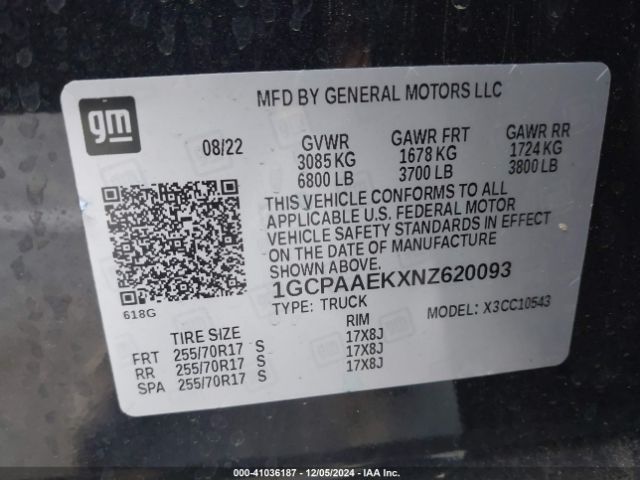 MFD BY GENERAL MOTORS LLC
gm
08/22 GVWR GAWR FRT GAWR RR
3085 KG 1678 KG 1724 KG
6800 LB 3700 LB 3800 LB
THIS VEHICLE CONFORMS TO ALL
APPLICABLE U.S. FEDERAL MOTOR
VEHICLE SAFETY STANDARDS IN EFFECT
ON THE DATE OF MANUFACTURE
SHOWN ABOVE.
1GCPAAEKXNZ620093
618G
TYPE: TRUCK MODEL: X3CC10543
TIRE SIZE RIM
FRT 255/70R17 S 17X8J
RR 255/70R17 S 17X8J
SPA 255/70R17 S 17X8J
000-41036187 - 12/05/2024 - IAA Inc.